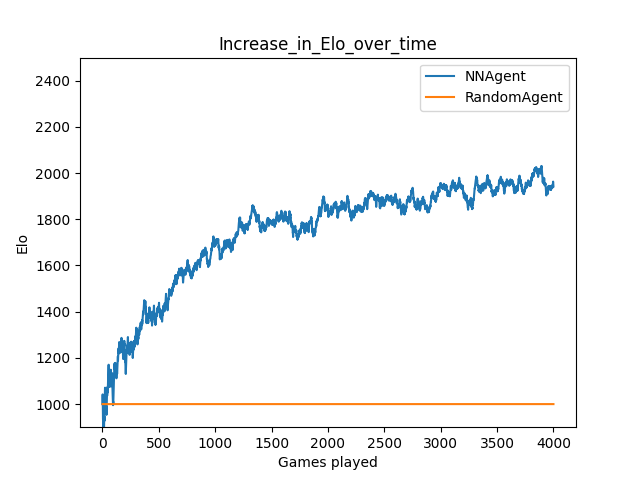 Increase_in_Elo_over_time
NNAgent
RandomAgent
2400
2200
2000
1800
1600
1400
1200
1000
Elo
0 500 1000 1500 2000 2500 3000 3500 4000
Games played